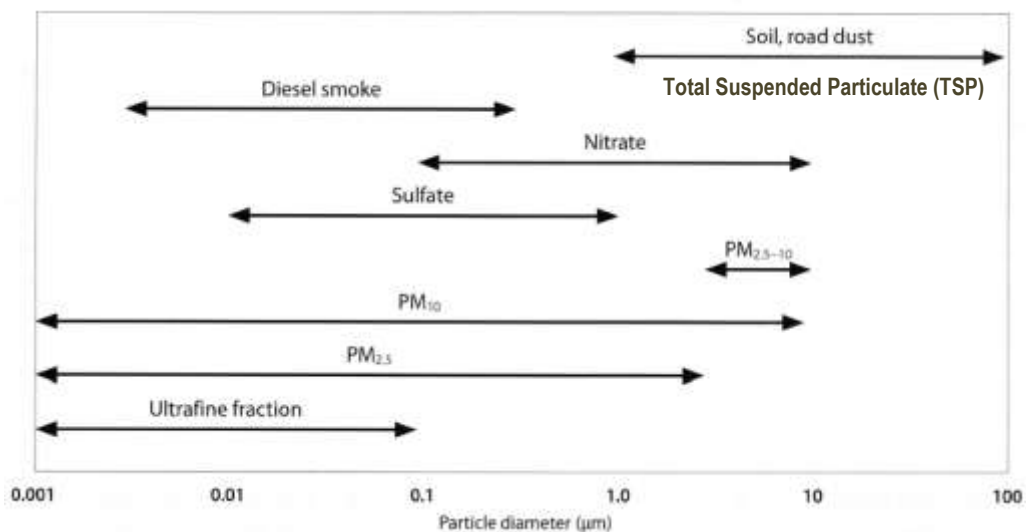 Soil, road dust
Total Suspended Particulate (TSP)
Diesel smoke
Nitrate
Sulfate
PM₂.₅₋₁₀
PM₁₀
PM₂.₅
Ultrafine fraction
0.001 0.01 0.1 1.0 10 100
Particle diameter (µm)